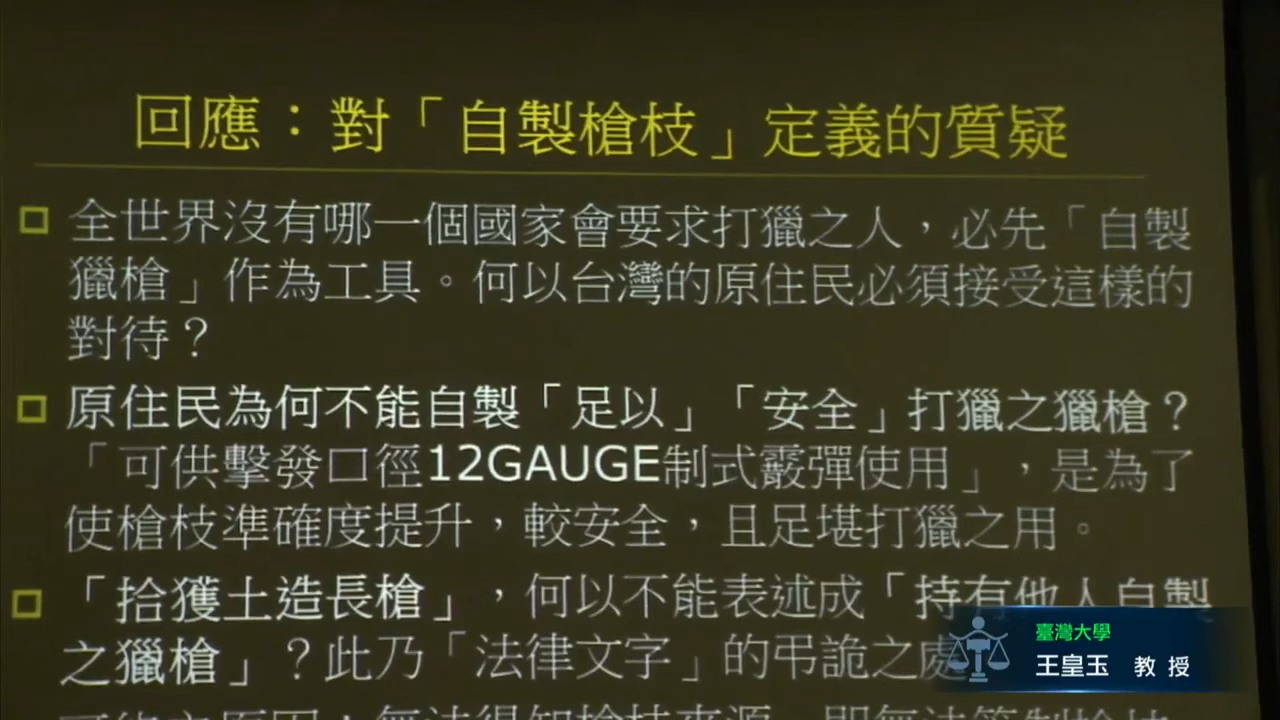 回應：對「自製槍枝」定義的質疑
全世界沒有哪一個國家會要求打獵之人，必先「自製
獵槍」作為工具。何以台灣的原住民必須接受這樣的
對待？
原住民為何不能自製「足以」「安全」打獵之獵槍？
「可供擊發口徑12GAUGE制式霰彈使用」，是為了
使槍枝準確度提升，較安全，且足堪打獵之用。
「拾獲土造長槍」，何以不能表述成「持有他人自製
之獵槍」？此乃「法律文字」的弔詭之處
臺灣大學
王皇玉 教授